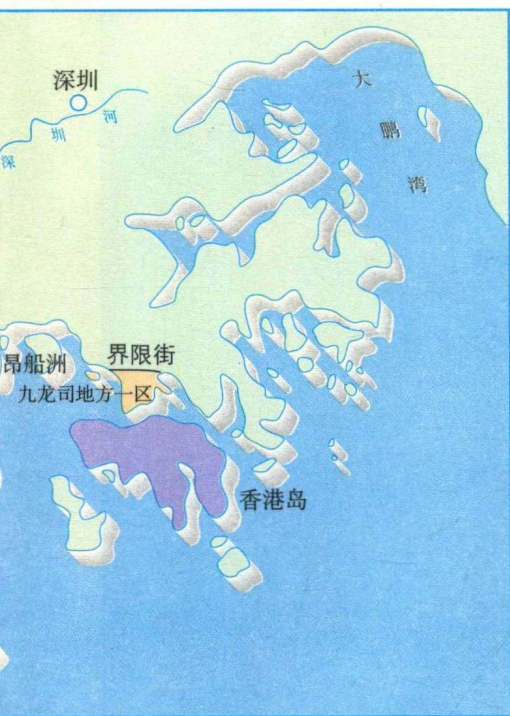 深圳
深圳河
大鹏湾
昂船洲
界限街
九龙司地方一区
香港岛